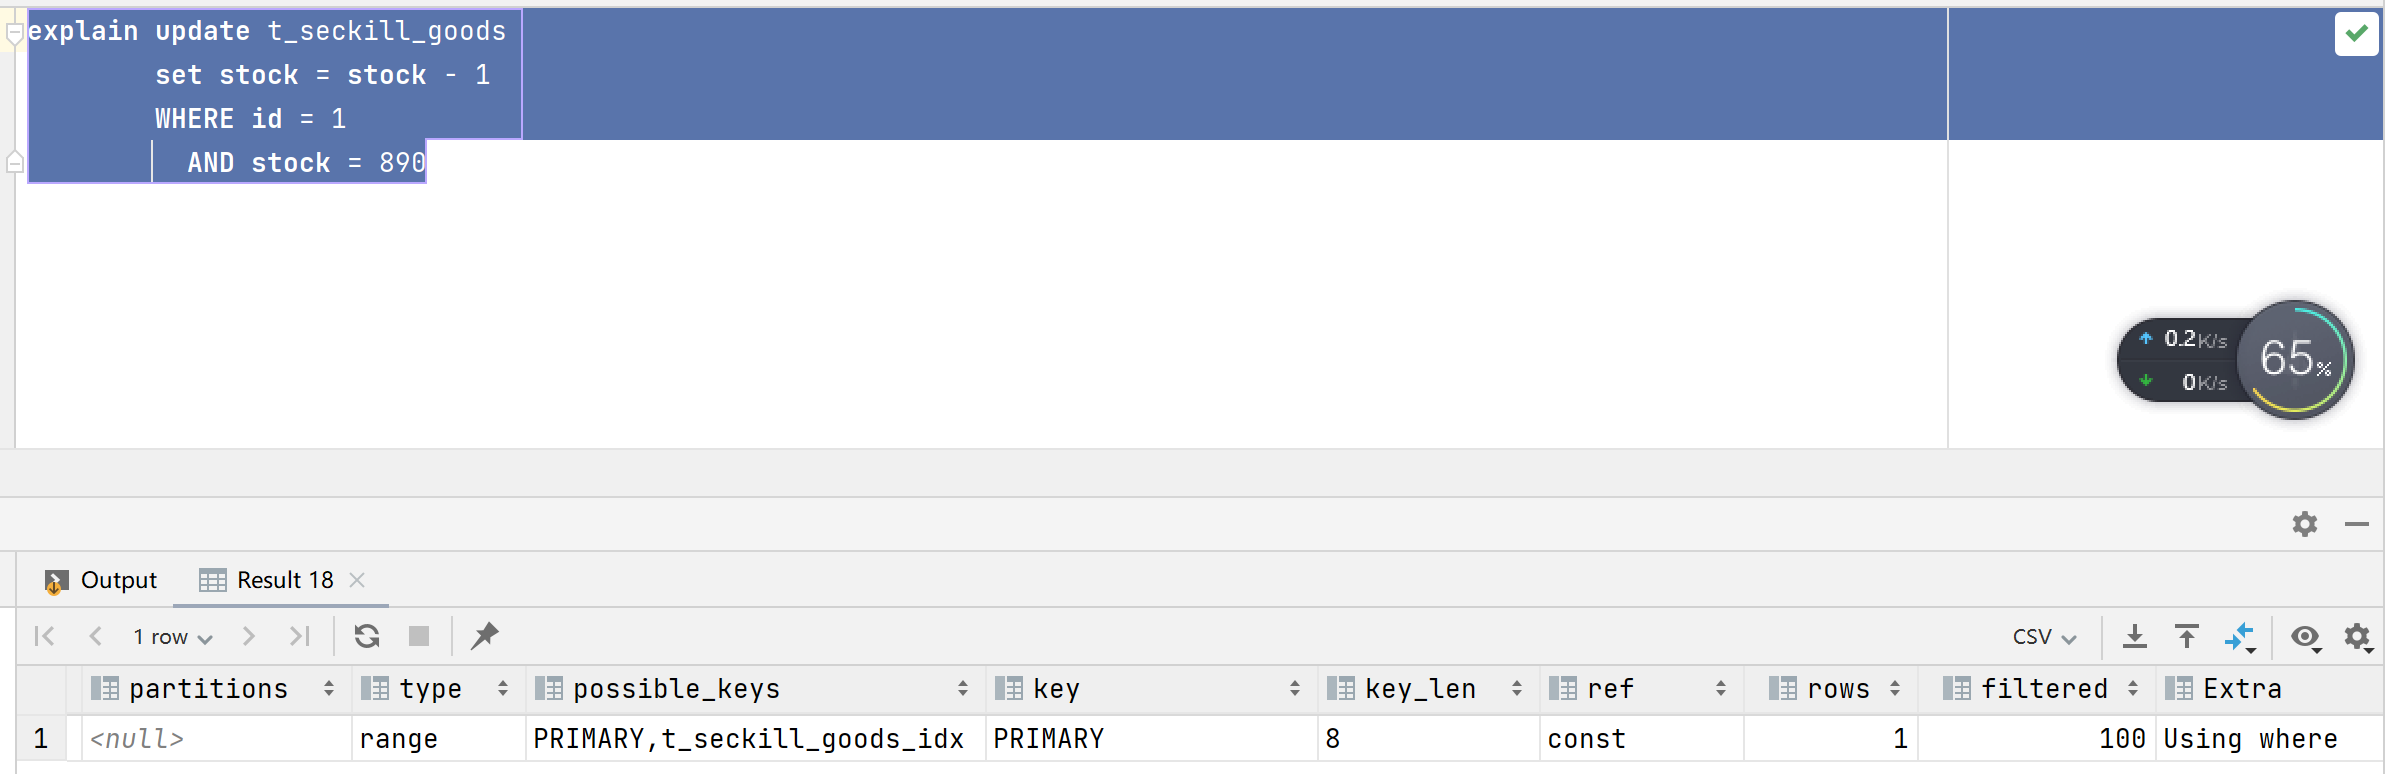 explain update t_seckill_goods
set stock = stock - 1
WHERE id = 1
AND stock = 890
0.2K/s
0K/s
65%
Output
Result 18
1 row
CSV
partitions type possible_keys key key_len ref rows filtered Extra
1 <null> range PRIMARY,t_seckill_goods_idx PRIMARY 8 const 1 100 Using where